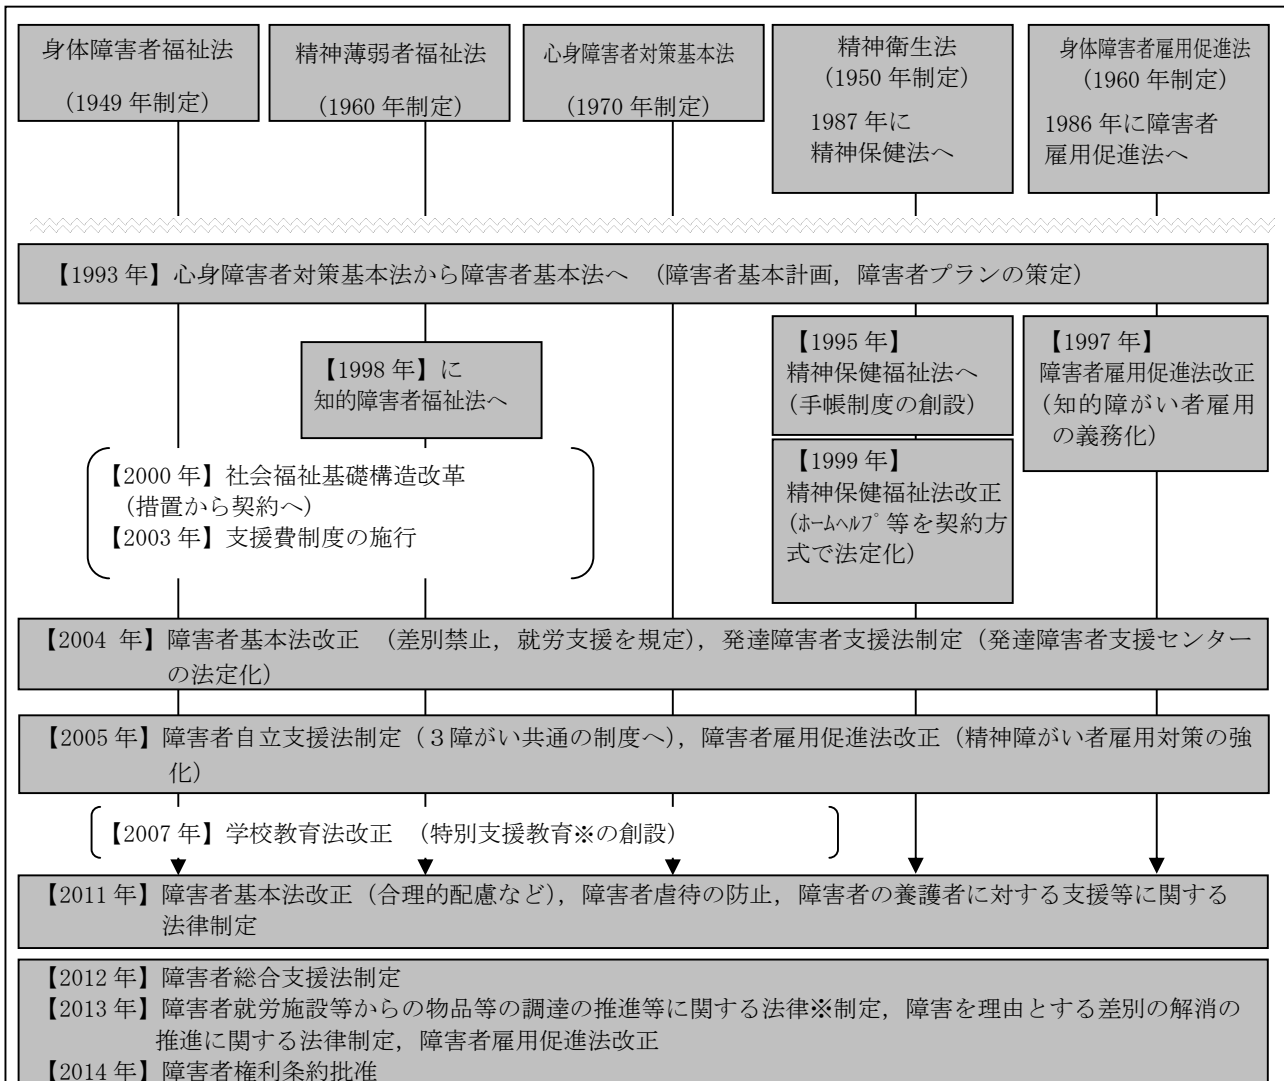 身体障害者福祉法
（1949 年制定）
精神薄弱者福祉法
（1960 年制定）
心身障害者対策基本法
（1970 年制定）
精神衛生法
（1950 年制定）
1987 年に
精神保健法へ
身体障害者雇用促進法
（1960 年制定）
1986 年に障害者
雇用促進法へ
【1993 年】心身障害者対策基本法から障害者基本法へ （障害者基本計画，障害者プランの策定）
【1998 年】に
知的障害者福祉法へ
【1995 年】
精神保健福祉法へ
（手帳制度の創設）
【1997 年】
障害者雇用促進法改正
（知的障がい者雇用
の義務化）
【2000 年】社会福祉基礎構造改革
（措置から契約へ）
【2003 年】支援費制度の施行
【1999 年】
精神保健福祉法改正
（ﾎｰﾑﾍﾙﾌﾟ等を契約方
式で法定化）
【2004 年】障害者基本法改正 （差別禁止，就労支援を規定），発達障害者支援法制定（発達障害者支援センター
の法定化）
【2005 年】障害者自立支援法制定（３障がい共通の制度へ），障害者雇用促進法改正（精神障がい者雇用対策の強
化）
【2007 年】学校教育法改正 （特別支援教育※の創設）
【2011 年】障害者基本法改正（合理的配慮など），障害者虐待の防止，障害者の養護者に対する支援等に関する
法律制定
【2012 年】障害者総合支援法制定
【2013 年】障害者就労施設等からの物品等の調達の推進等に関する法律※制定，障害を理由とする差別の解消の
推進に関する法律制定，障害者雇用促進法改正
【2014 年】障害者権利条約批准